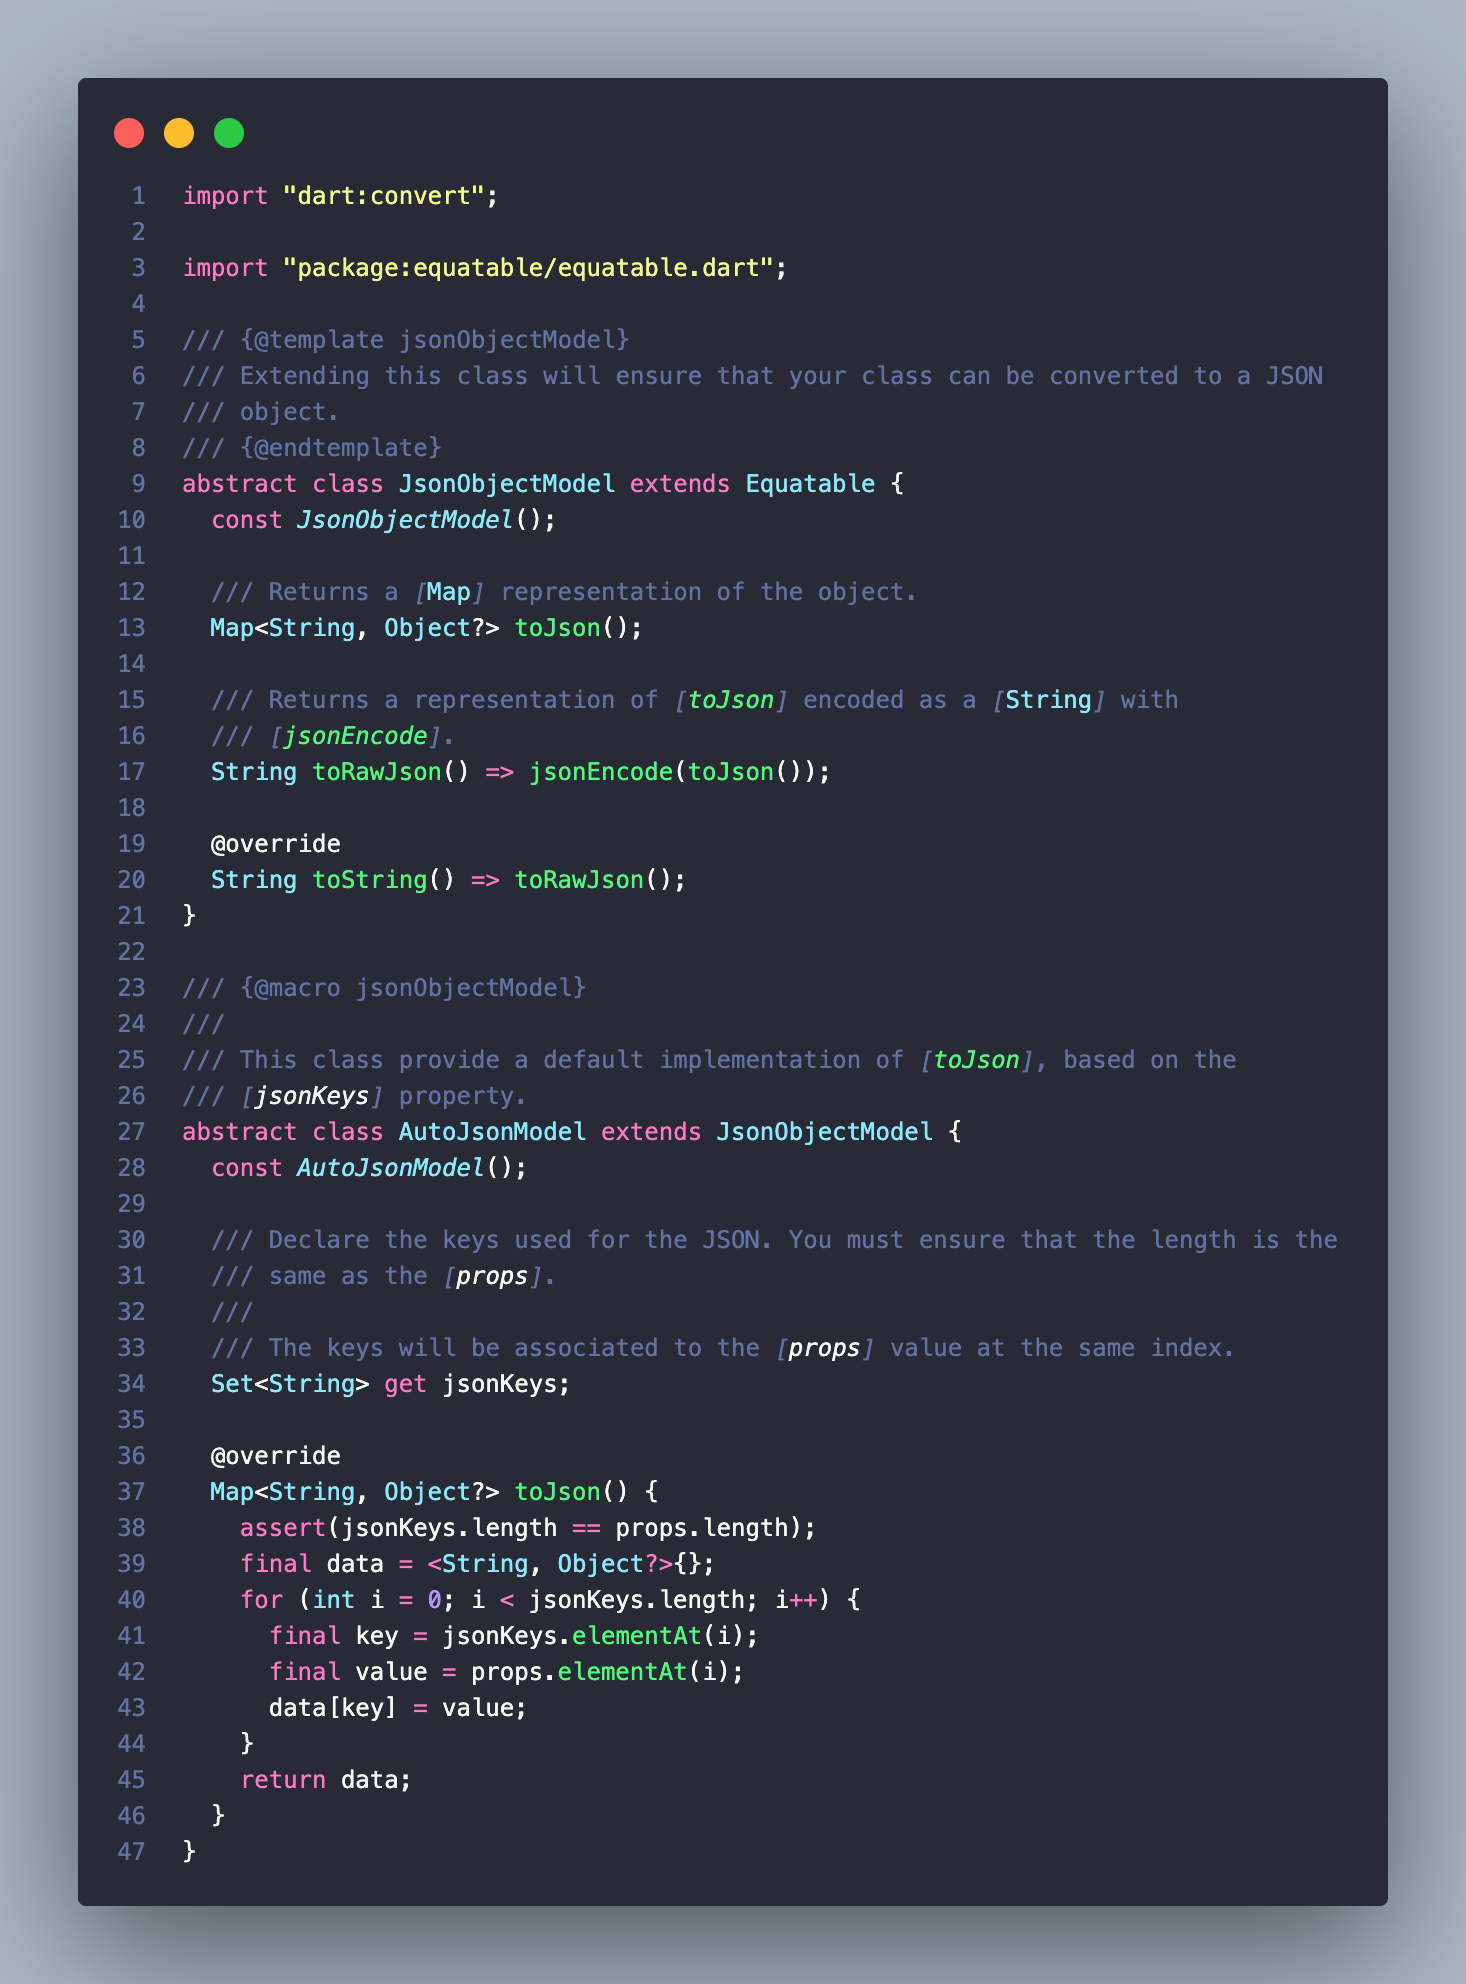 1 import "dart:convert";
2
3 import "package:equatable/equatable.dart";
4
5 /// {@template jsonObjectModel}
6 /// Extending this class will ensure that your class can be converted to a JSON
7 /// object.
8 /// {@endtemplate}
9 abstract class JsonObjectModel extends Equatable {
10   const JsonObjectModel();
11
12   /// Returns a [Map] representation of the object.
13   Map<String, Object?> toJson();
14
15   /// Returns a representation of [toJson] encoded as a [String] with
16   /// [jsonEncode].
17   String toRawJson() => jsonEncode(toJson());
18
19   @override
20   String toString() => toRawJson();
21 }
22
23 /// {@macro jsonObjectModel}
24 ///
25 /// This class provide a default implementation of [toJson], based on the
26 /// [jsonKeys] property.
27 abstract class AutoJsonModel extends JsonObjectModel {
28   const AutoJsonModel();
29
30   /// Declare the keys used for the JSON. You must ensure that the length is the
31   /// same as the [props].
32   ///
33   /// The keys will be associated to the [props] value at the same index.
34   Set<String> get jsonKeys;
35
36   @override
37   Map<String, Object?> toJson() {
38     assert(jsonKeys.length == props.length);
39     final data = <String, Object?>{};
40     for (int i = 0; i < jsonKeys.length; i++) {
41       final key = jsonKeys.elementAt(i);
42       final value = props.elementAt(i);
43       data[key] = value;
44     }
45     return data;
46   }
47 }